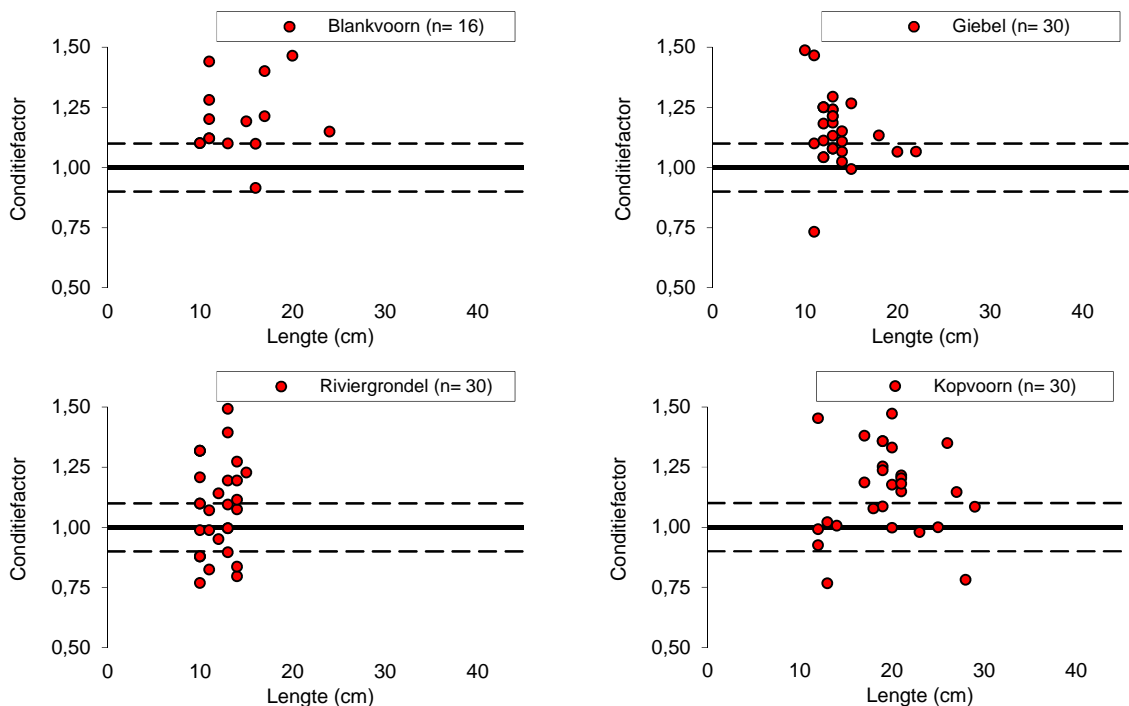 Blankvoorn (n= 16)
1,50
1,25
1,00
0,75
0,50
Conditiefactor
0 10 20 30 40
Lengte (cm)
Giebel (n= 30)
1,50
1,25
1,00
0,75
0,50
Conditiefactor
0 10 20 30 40
Lengte (cm)
Riviergrondel (n= 30)
1,50
1,25
1,00
0,75
0,50
Conditiefactor
0 10 20 30 40
Lengte (cm)
Kopvoorn (n= 30)
1,50
1,25
1,00
0,75
0,50
Conditiefactor
0 10 20 30 40
Lengte (cm)